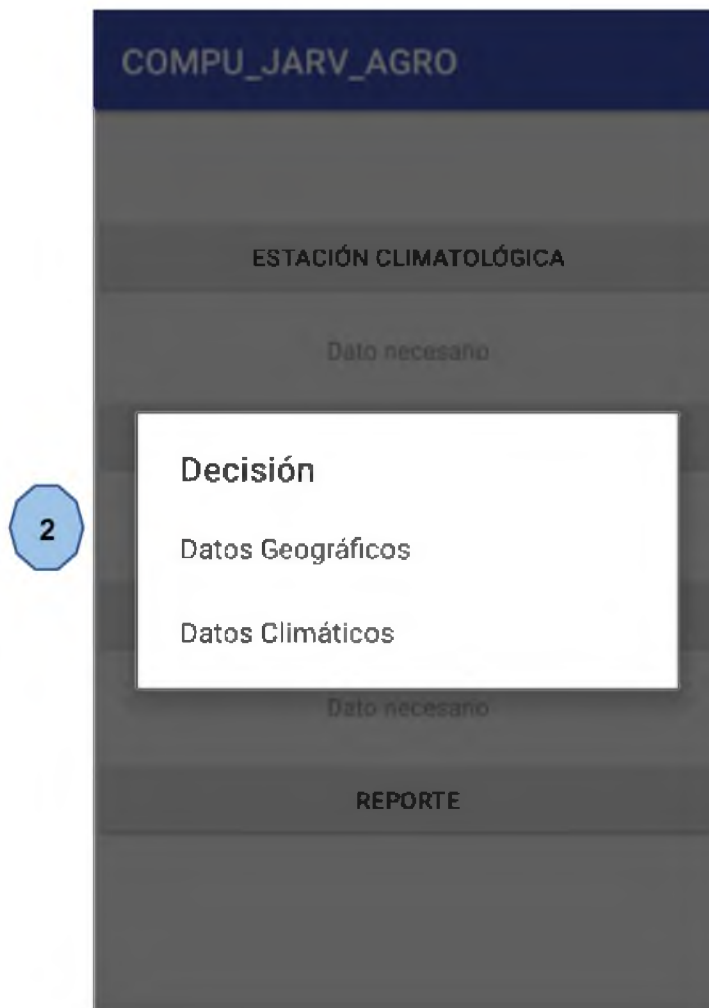 COMPU_JARV_AGRO
ESTACIÓN CLIMATOLÓGICA
Dato necesario
Decisión
2
Datos Geográficos
Datos Climáticos
Dato necesario
REPORTE